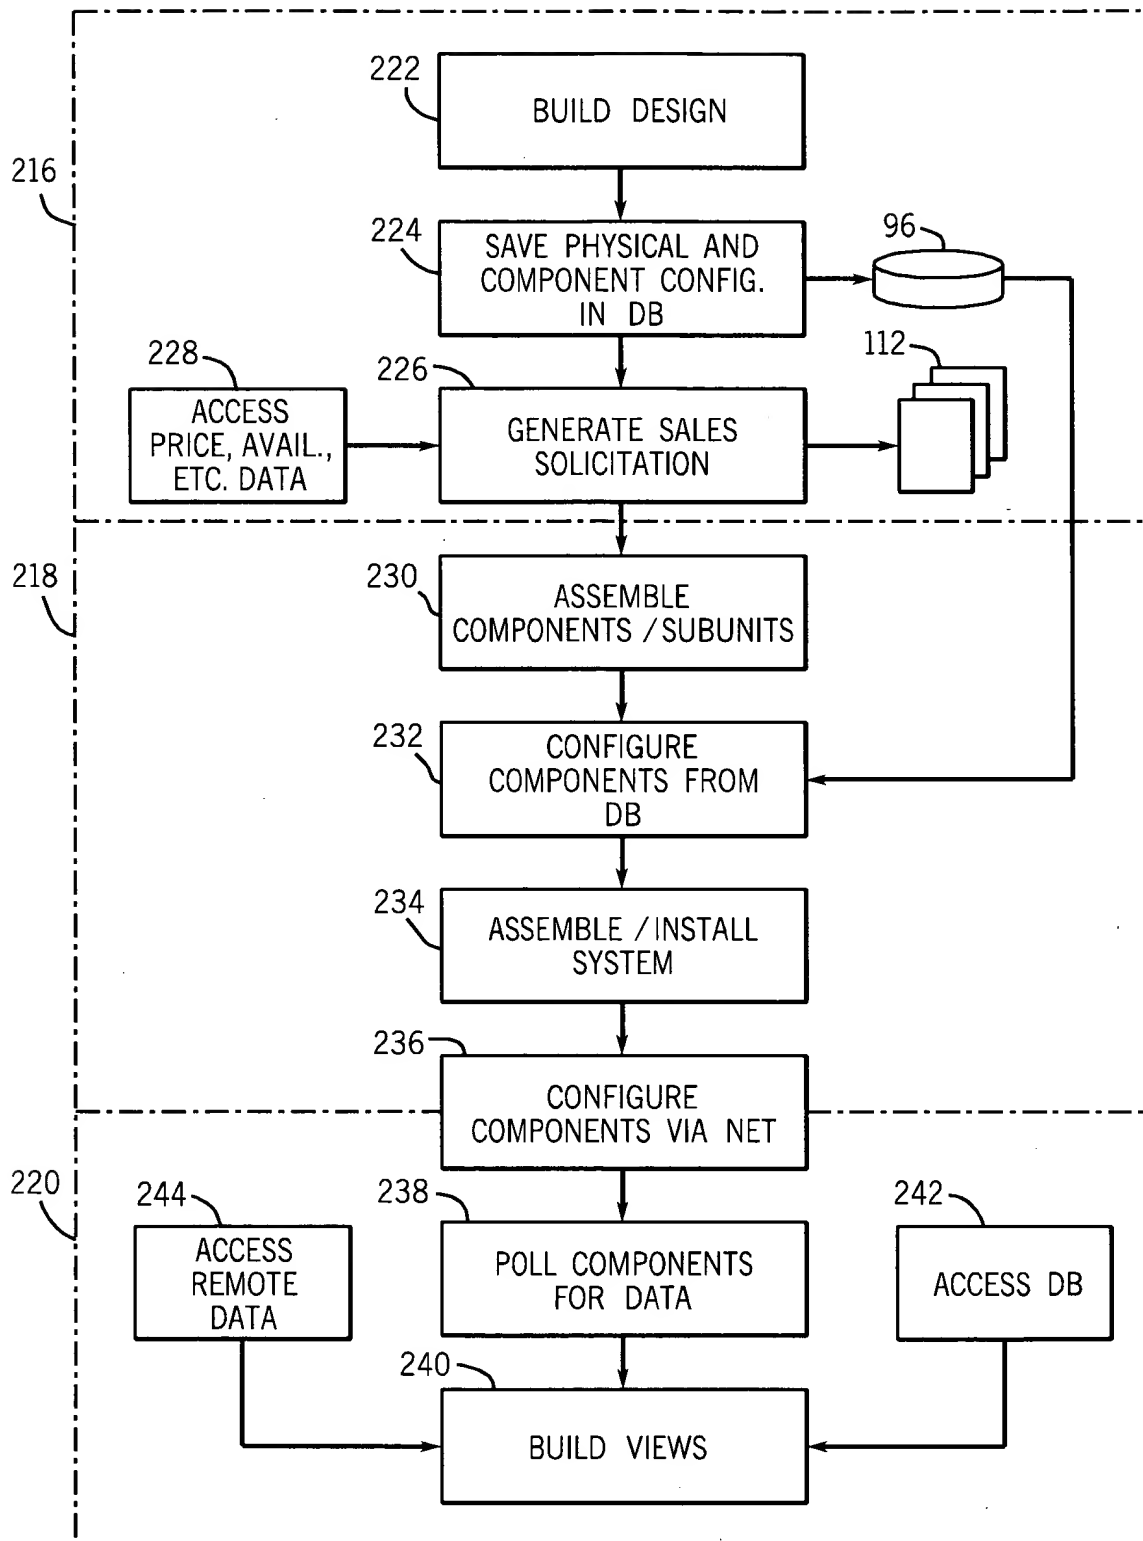 222
BUILD DESIGN
216
224
SAVE PHYSICAL AND
COMPONENT CONFIG.
IN DB
96
228
ACCESS
PRICE, AVAIL.,
ETC. DATA
226
GENERATE SALES
SOLICITATION
112
218
230
ASSEMBLE
COMPONENTS / SUBUNITS
232
CONFIGURE
COMPONENTS FROM
DB
234
ASSEMBLE / INSTALL
SYSTEM
236
CONFIGURE
COMPONENTS VIA NET
220
244
ACCESS
REMOTE
DATA
238
POLL COMPONENTS
FOR DATA
242
ACCESS DB
240
BUILD VIEWS